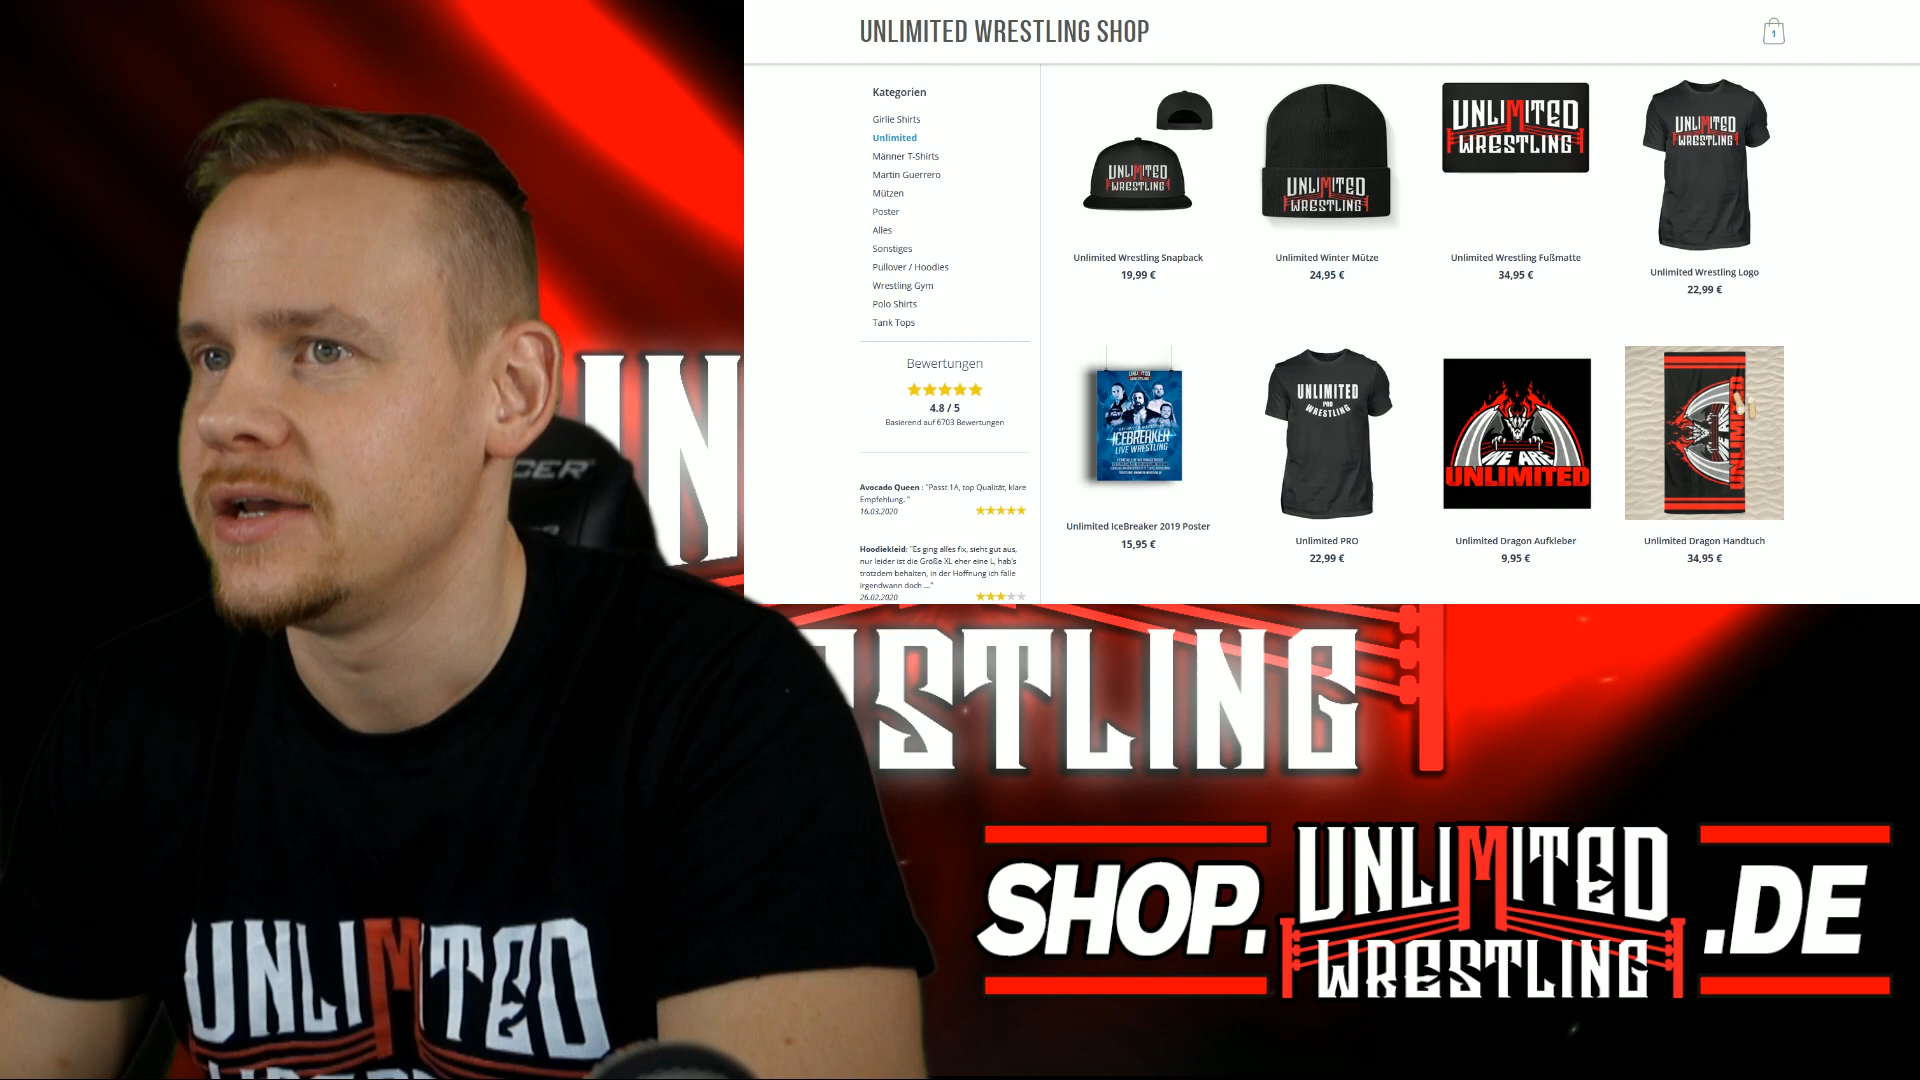 UNLIMITED WRESTLING SHOP
1
Kategorien
Girlie Shirts
Unlimited
Männer T-Shirts
Martin Guerrero
Mützen
Poster
Alles
Sonstiges
Pullover / Hoodies
Wrestling Gym
Polo Shirts
Tank Tops
Bewertungen
4.8 / 5
Basierend auf 6703 Bewertungen
Avocado Queen : "Passt 1A, top Qualität, klare
Empfehlung. "
16.03.2020
Hoodiekleid: "Es ging alles fix, sieht gut aus,
nur leider ist die Größe XL eher eine L, hab's
trotzdem behalten, in der Hoffnung ich falle
irgendwann doch ..."
26.02.2020
UNLIMITED
WRESTLING
Unlimited Wrestling Snapback
19,99 €
UNLIMITED
WRESTLING
Unlimited Winter Mütze
24,95 €
UNLIMITED
WRESTLING
Unlimited Wrestling Fußmatte
34,95 €
UNLIMITED
WRESTLING
Unlimited Wrestling Logo
22,99 €
ICEBREAKER
LIVE WRESTLING
Unlimited IceBreaker 2019 Poster
15,95 €
UNLIMITED
PRO
WRESTLING
Unlimited PRO
22,99 €
WE ARE
UNLIMITED
Unlimited Dragon Aufkleber
9,95 €
WE ARE
UNLIMITED
Unlimited Dragon Handtuch
34,95 €
IN
STLING
CER
UNLIMITED
SHOP.
UNLIMITED
WRESTLING
.DE